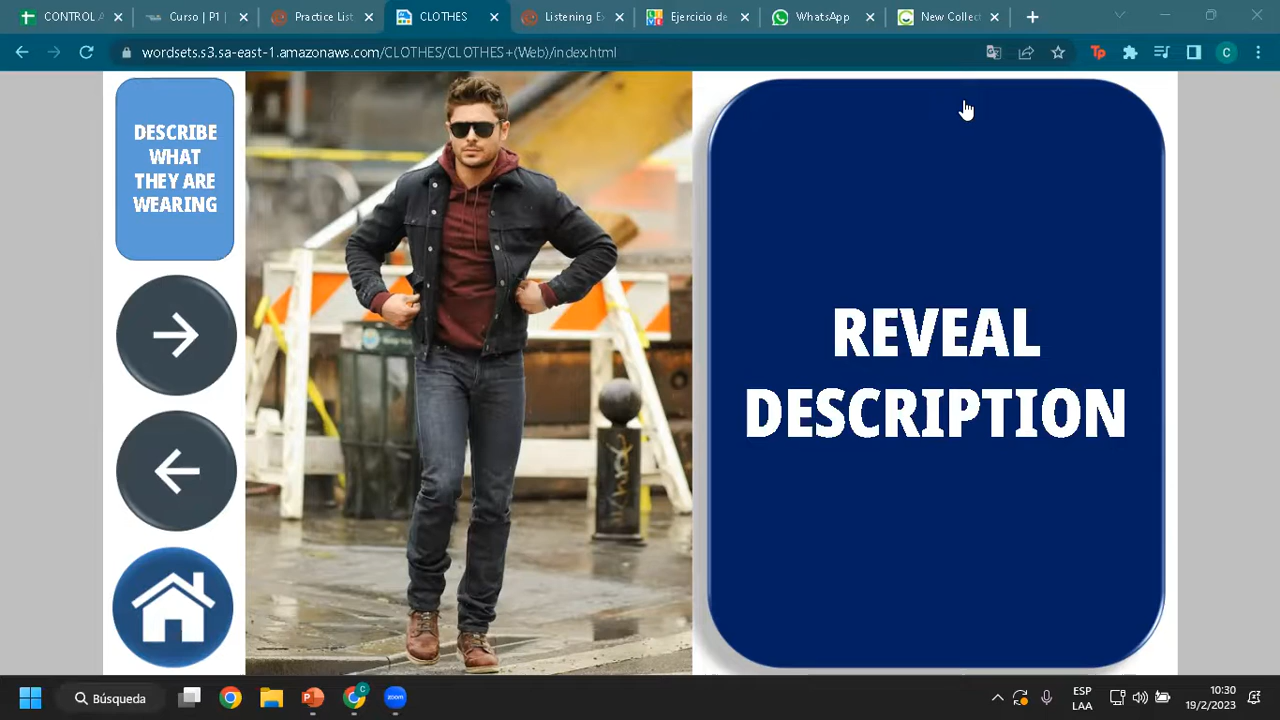 CONTROL A
Curso | P1 |
Practice List
CLOTHES
Listening E
Ejercicio de
WhatsApp
New Collec
wordsets.s3.sa-east-1.amazonaws.com/CLOTHES/CLOTHES+(Web)/index.html
Tp
C
DESCRIBE
WHAT
THEY ARE
WEARING
REVEAL
DESCRIPTION
Búsqueda
C
zoom
ESP
LAA
10:30
19/2/2023